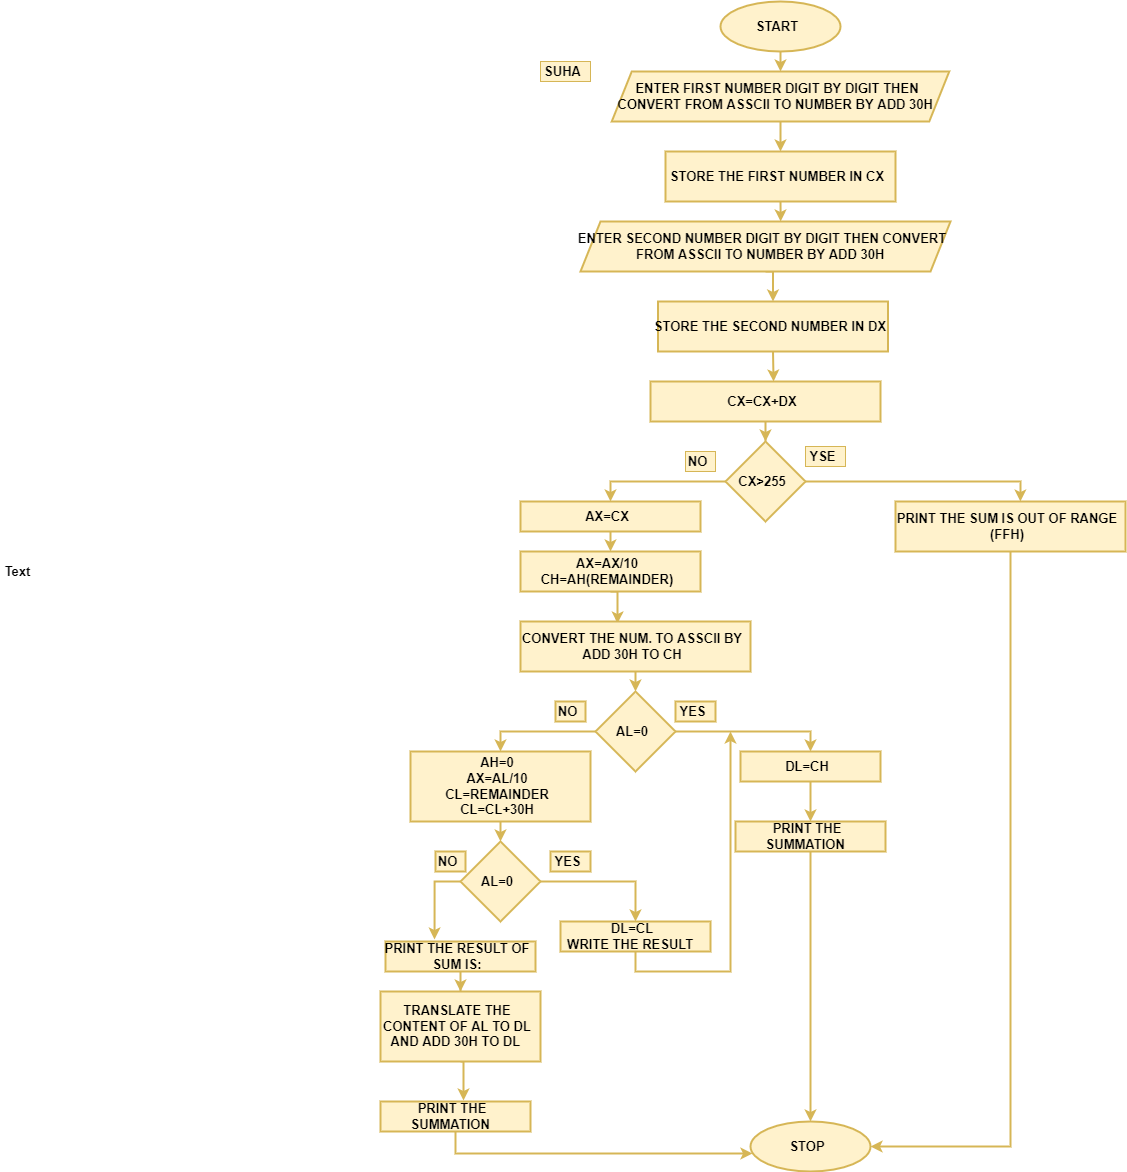 START
SUHA
ENTER FIRST NUMBER DIGIT BY DIGIT THEN
CONVERT FROM ASSCII TO NUMBER BY ADD 30H
STORE THE FIRST NUMBER IN CX
ENTER SECOND NUMBER DIGIT BY DIGIT THEN CONVERT
FROM ASSCII TO NUMBER BY ADD 30H
STORE THE SECOND NUMBER IN DX
CX=CX+DX
NO
YSE
CX>255
AX=CX
PRINT THE SUM IS OUT OF RANGE
(FFH)
AX=AX/10
CH=AH(REMAINDER)
Text
CONVERT THE NUM. TO ASSCII BY
ADD 30H TO CH
NO
YES
AL=0
AH=0
AX=AL/10
CL=REMAINDER
CL=CL+30H
DL=CH
PRINT THE
SUMMATION
NO
YES
AL=0
DL=CL
WRITE THE RESULT
PRINT THE RESULT OF
SUM IS:
TRANSLATE THE
CONTENT OF AL TO DL
AND ADD 30H TO DL
PRINT THE
SUMMATION
STOP